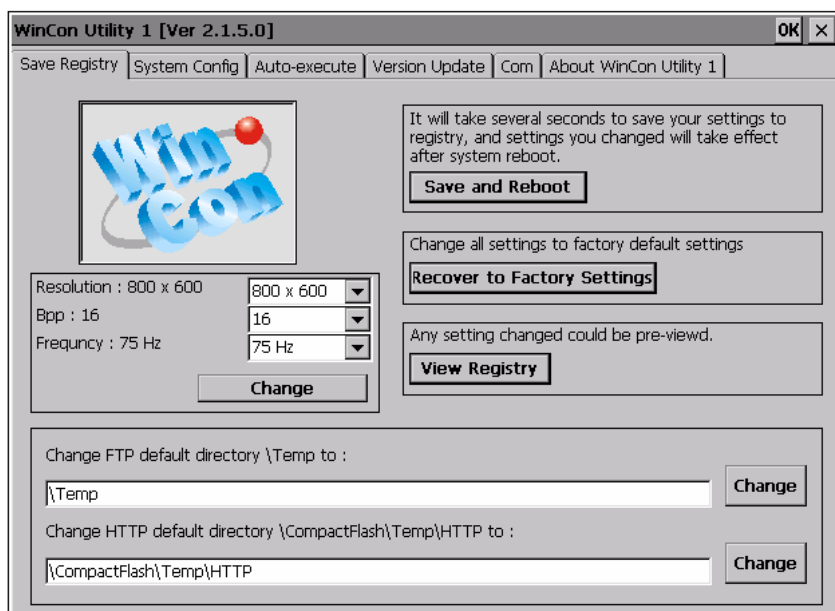 WinCon Utility 1 [Ver 2.1.5.0]
OK ×
Save Registry System Config Auto-execute Version Update Com About WinCon Utility 1
Win
Con
It will take several seconds to save your settings to
registry, and settings you changed will take effect
after system reboot.
Save and Reboot
Change all settings to factory default settings
Recover to Factory Settings
Resolution : 800 x 600 800 x 600
Bpp : 16 16
Frequncy : 75 Hz 75 Hz
Change
Any setting changed could be pre-viewd.
View Registry
Change FTP default directory \Temp to :
\Temp
Change
Change HTTP default directory \CompactFlash\Temp\HTTP to :
\CompactFlash\Temp\HTTP
Change